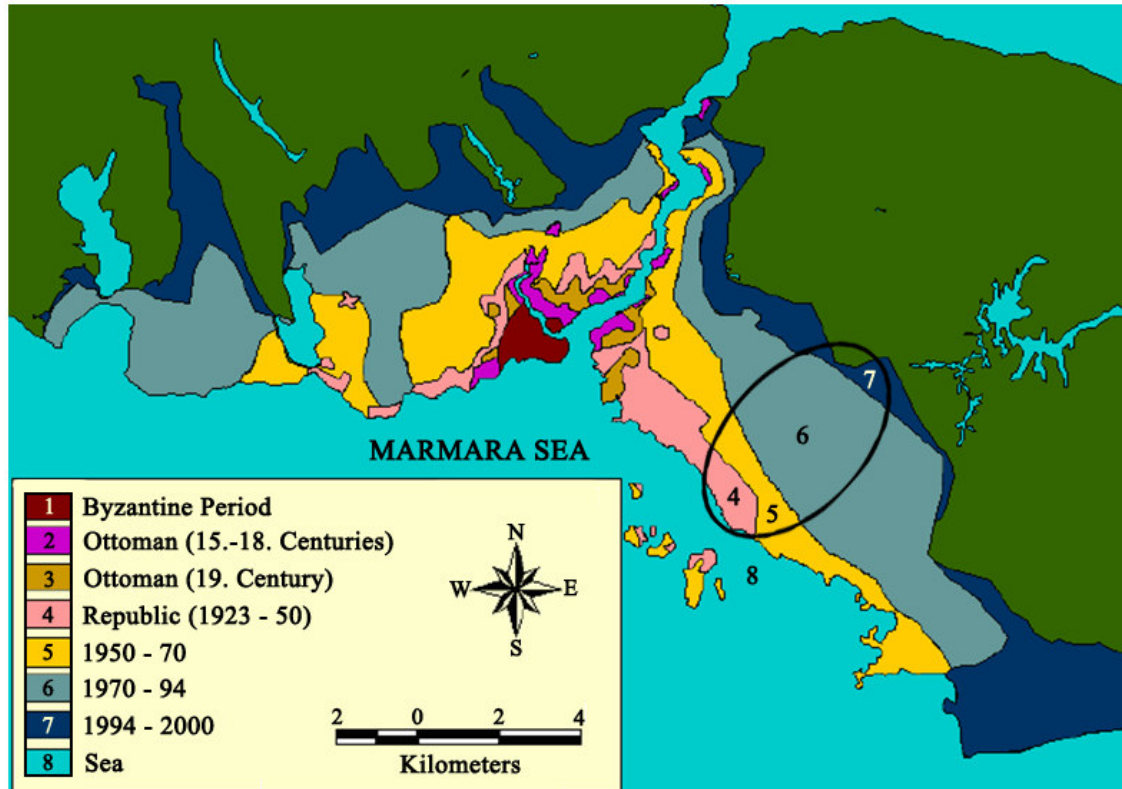 7
6
4
5
8
MARMARA SEA
1 Byzantine Period
2 Ottoman (15.-18. Centuries)
3 Ottoman (19. Century)
4 Republic (1923 - 50)
5 1950 - 70
6 1970 - 94
7 1994 - 2000
8 Sea
N
W E
S
2 0 2 4
Kilometers